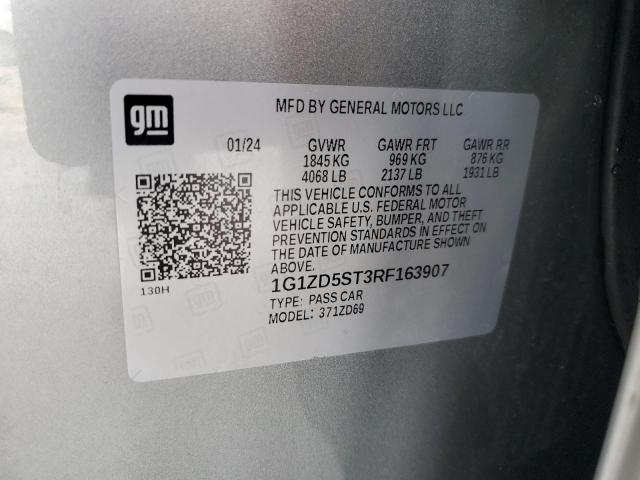 gm
MFD BY GENERAL MOTORS LLC
01/24 GVWR GAWR FRT GAWR RR
1845 KG 969 KG 876 KG
4068 LB 2137 LB 1931 LB
THIS VEHICLE CONFORMS TO ALL
APPLICABLE U.S. FEDERAL MOTOR
VEHICLE SAFETY, BUMPER, AND THEFT
PREVENTION STANDARDS IN EFFECT ON
THE DATE OF MANUFACTURE SHOWN
ABOVE.
130H
1G1ZD5ST3RF163907
TYPE: PASS CAR
MODEL: 371ZD69